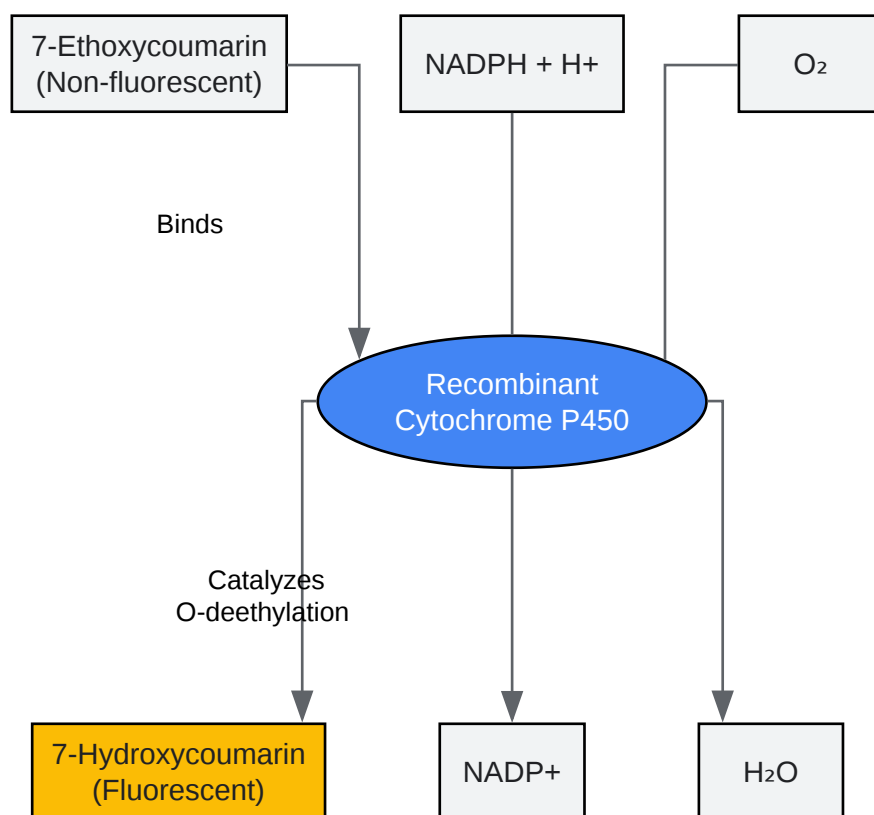 7-Ethoxycoumarin
(Non-fluorescent)
NADPH + H+
O₂
Binds
Recombinant
Cytochrome P450
Catalyzes
O-deethylation
7-Hydroxycoumarin
(Fluorescent)
NADP+
H₂O